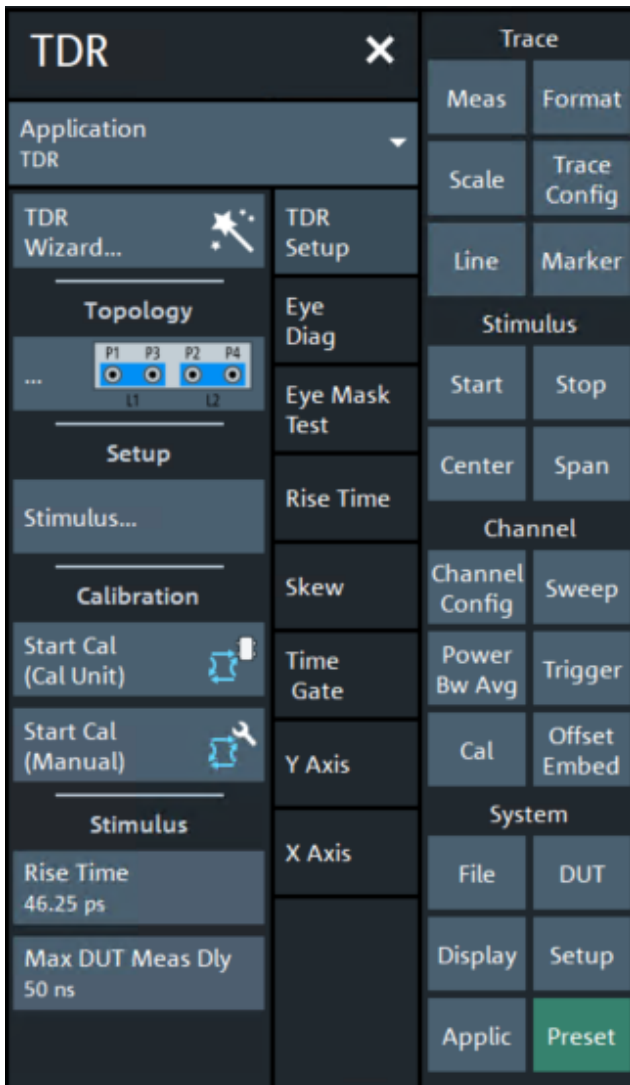 TDR
Application
TDR
TDR
Wizard...
Topology
...
P1 P3 P2 P4
L1 L2
Setup
Stimulus...
Calibration
Start Cal
(Cal Unit)
Start Cal
(Manual)
Stimulus
Rise Time
46.25 ps
Max DUT Meas Dly
50 ns
TDR
Setup
Eye
Diag
Eye Mask
Test
Rise Time
Skew
Time
Gate
Y Axis
X Axis
Trace
Meas
Format
Scale
Trace
Config
Line
Marker
Stimulus
Start
Stop
Center
Span
Channel
Channel
Config
Sweep
Power
Bw Avg
Trigger
Cal
Offset
Embed
System
File
DUT
Display
Setup
Applic
Preset